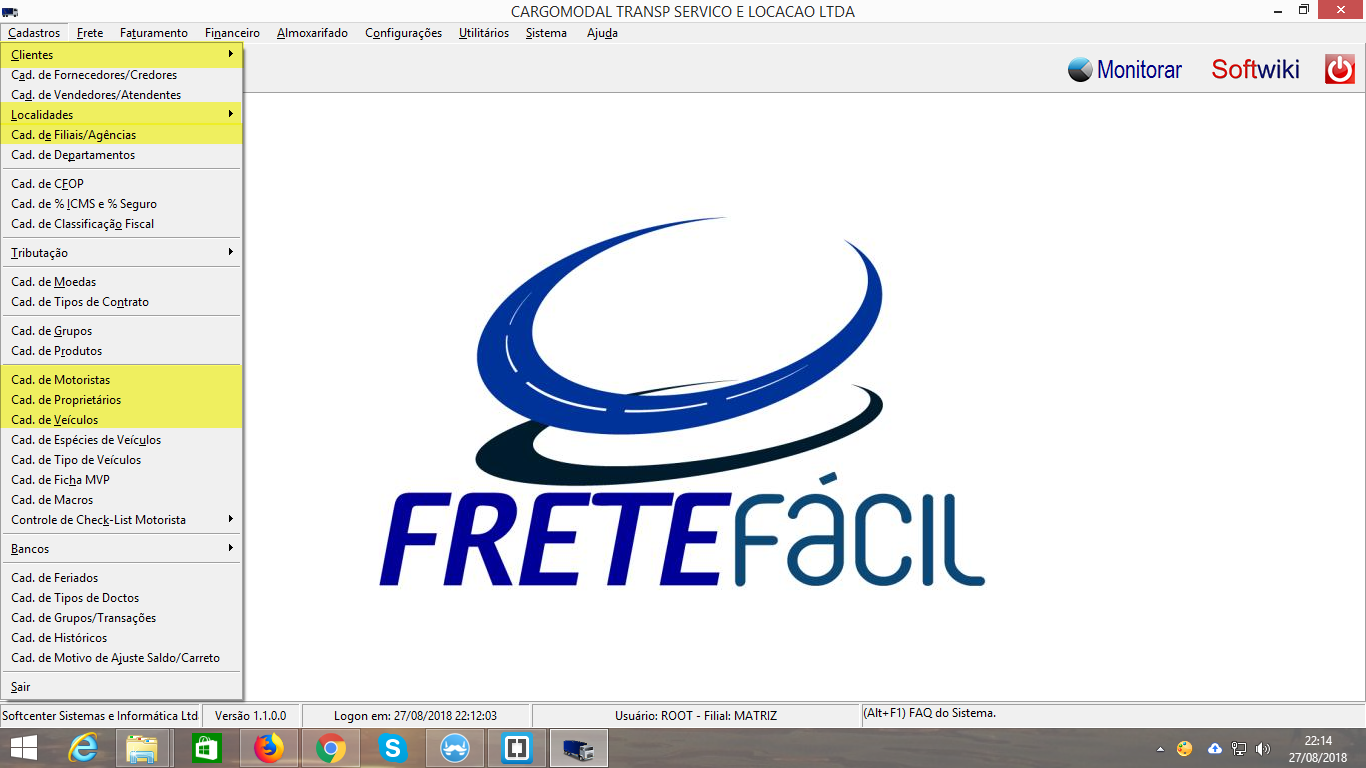 CARGOMODAL TRANSP SERVICO E LOCACAO LTDA
Cadastros Frete Faturamento Financeiro Almoxarifado Configurações Utilitários Sistema Ajuda
Monitorar Softwiki
Clientes
Cad. de Fornecedores/Credores
Cad. de Vendedores/Atendentes
Localidades
Cad. de Filiais/Agências
Cad. de Departamentos
Cad. de CFOP
Cad. de % ICMS e % Seguro
Cad. de Classificação Fiscal
Tributação
Cad. de Moedas
Cad. de Tipos de Contrato
Cad. de Grupos
Cad. de Produtos
Cad. de Motoristas
Cad. de Proprietários
Cad. de Veículos
Cad. de Espécies de Veículos
Cad. de Tipo de Veículos
Cad. de Ficha MVP
Cad. de Macros
Controle de Check-List Motorista
Bancos
Cad. de Feriados
Cad. de Tipos de Doctos
Cad. de Grupos/Transações
Cad. de Históricos
Cad. de Motivo de Ajuste Saldo/Carreto
Sair
FRETEFÁCIL
Softcenter Sistemas e Informática Ltd Versão 1.1.0.0 Logon em: 27/08/2018 22:12:03 Usuário: ROOT - Filial: MATRIZ (Alt+F1) FAQ do Sistema.
22:14
27/08/2018